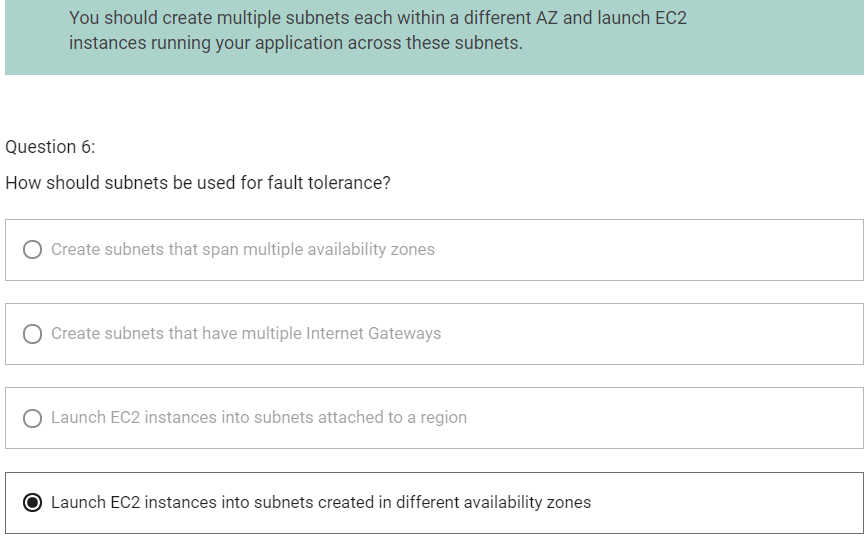 You should create multiple subnets each within a different AZ and launch EC2
instances running your application across these subnets.
Question 6:
How should subnets be used for fault tolerance?
Create subnets that span multiple availability zones
Create subnets that have multiple Internet Gateways
Launch EC2 instances into subnets attached to a region
Launch EC2 instances into subnets created in different availability zones